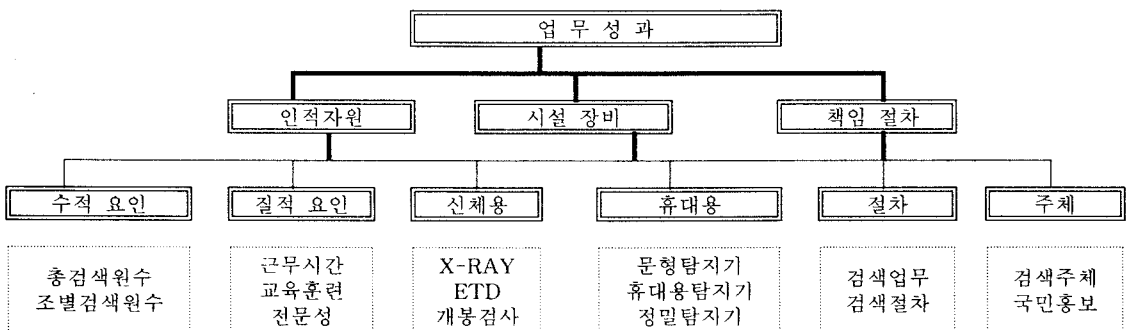 업무성과
인적자원
시설 장비
책임 절차
수적 요인
질적 요인
신체용
휴대용
절차
주체
총검색원수
조별검색원수
근무시간
교육훈련
전문성
X-RAY
ETD
개봉검사
문형탐지기
휴대용탐지기
정밀탐지기
검색업무
검색절차
검색주체
국민홍보